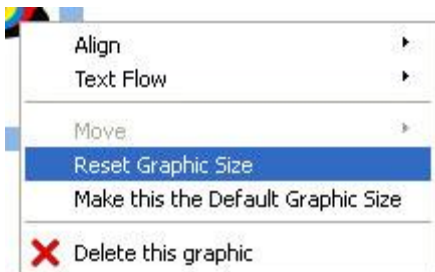 Align
Text Flow
Move
Reset Graphic Size
Make this the Default Graphic Size
Delete this graphic